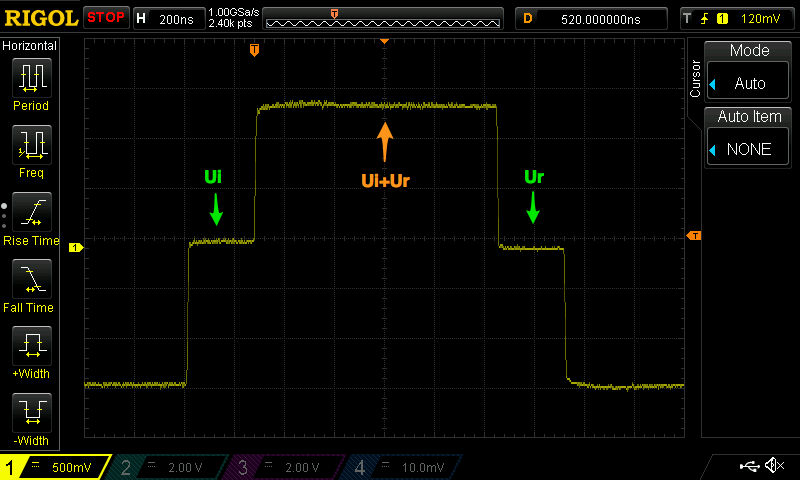 RIGOL STOP H 200ns 1.00GSa/s 2.40k pts T D 520.000000ns T 1 120mV
Horizontal
Period
Freq
Rise Time
Fall Time
+Width
-Width
T
Ui
Ui+Ur
Ur
1
T
Cursor
Mode
Auto
Auto Item
NONE
1 500mV 2 2.00 V 3 2.00 V 4 10.0mV